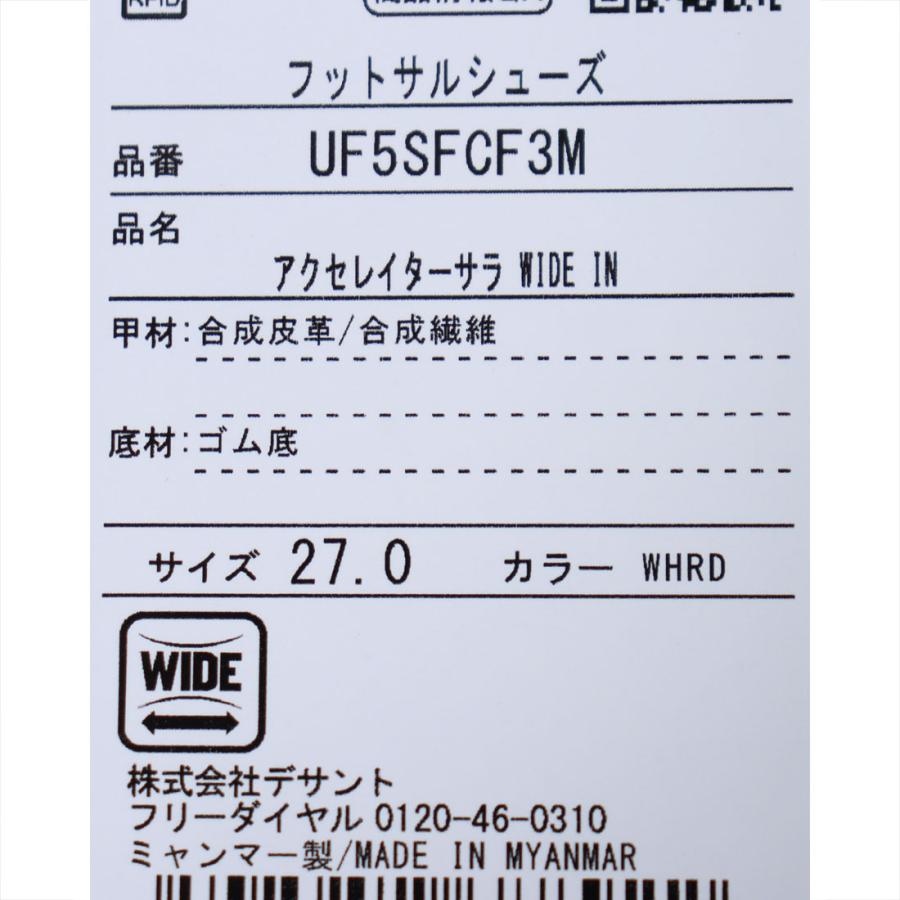 フットサルシューズ
品番 UF5SFCF3M
品名
アクセレイターサラ WIDE IN
甲材:合成皮革/合成繊維
底材:ゴム底
サイズ 27.0 カラー WHRD
WIDE
株式会社デサント
フリーダイヤル 0120-46-0310
ミャンマー製/MADE IN MYANMAR